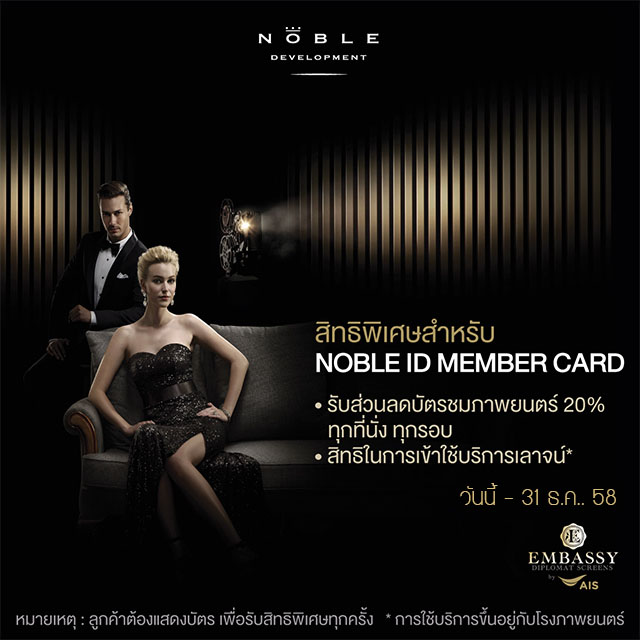 NOBLE
DEVELOPMENT
สิทธิพิเศษสำหรับ
NOBLE ID MEMBER CARD
• รับส่วนลดบัตรชมภาพยนตร์ 20%
ทุกที่นั่ง ทุกรอบ
• สิทธิในการเข้าใช้บริการเลาจน์*
วันนี้ - 31 ธ.ค.. 58
E
EMBASSY
DIPLOMAT SCREENS
by AIS
หมายเหตุ : ลูกค้าต้องแสดงบัตร เพื่อรับสิทธิพิเศษทุกครั้ง * การใช้บริการขึ้นอยู่กับโรงภาพยนตร์